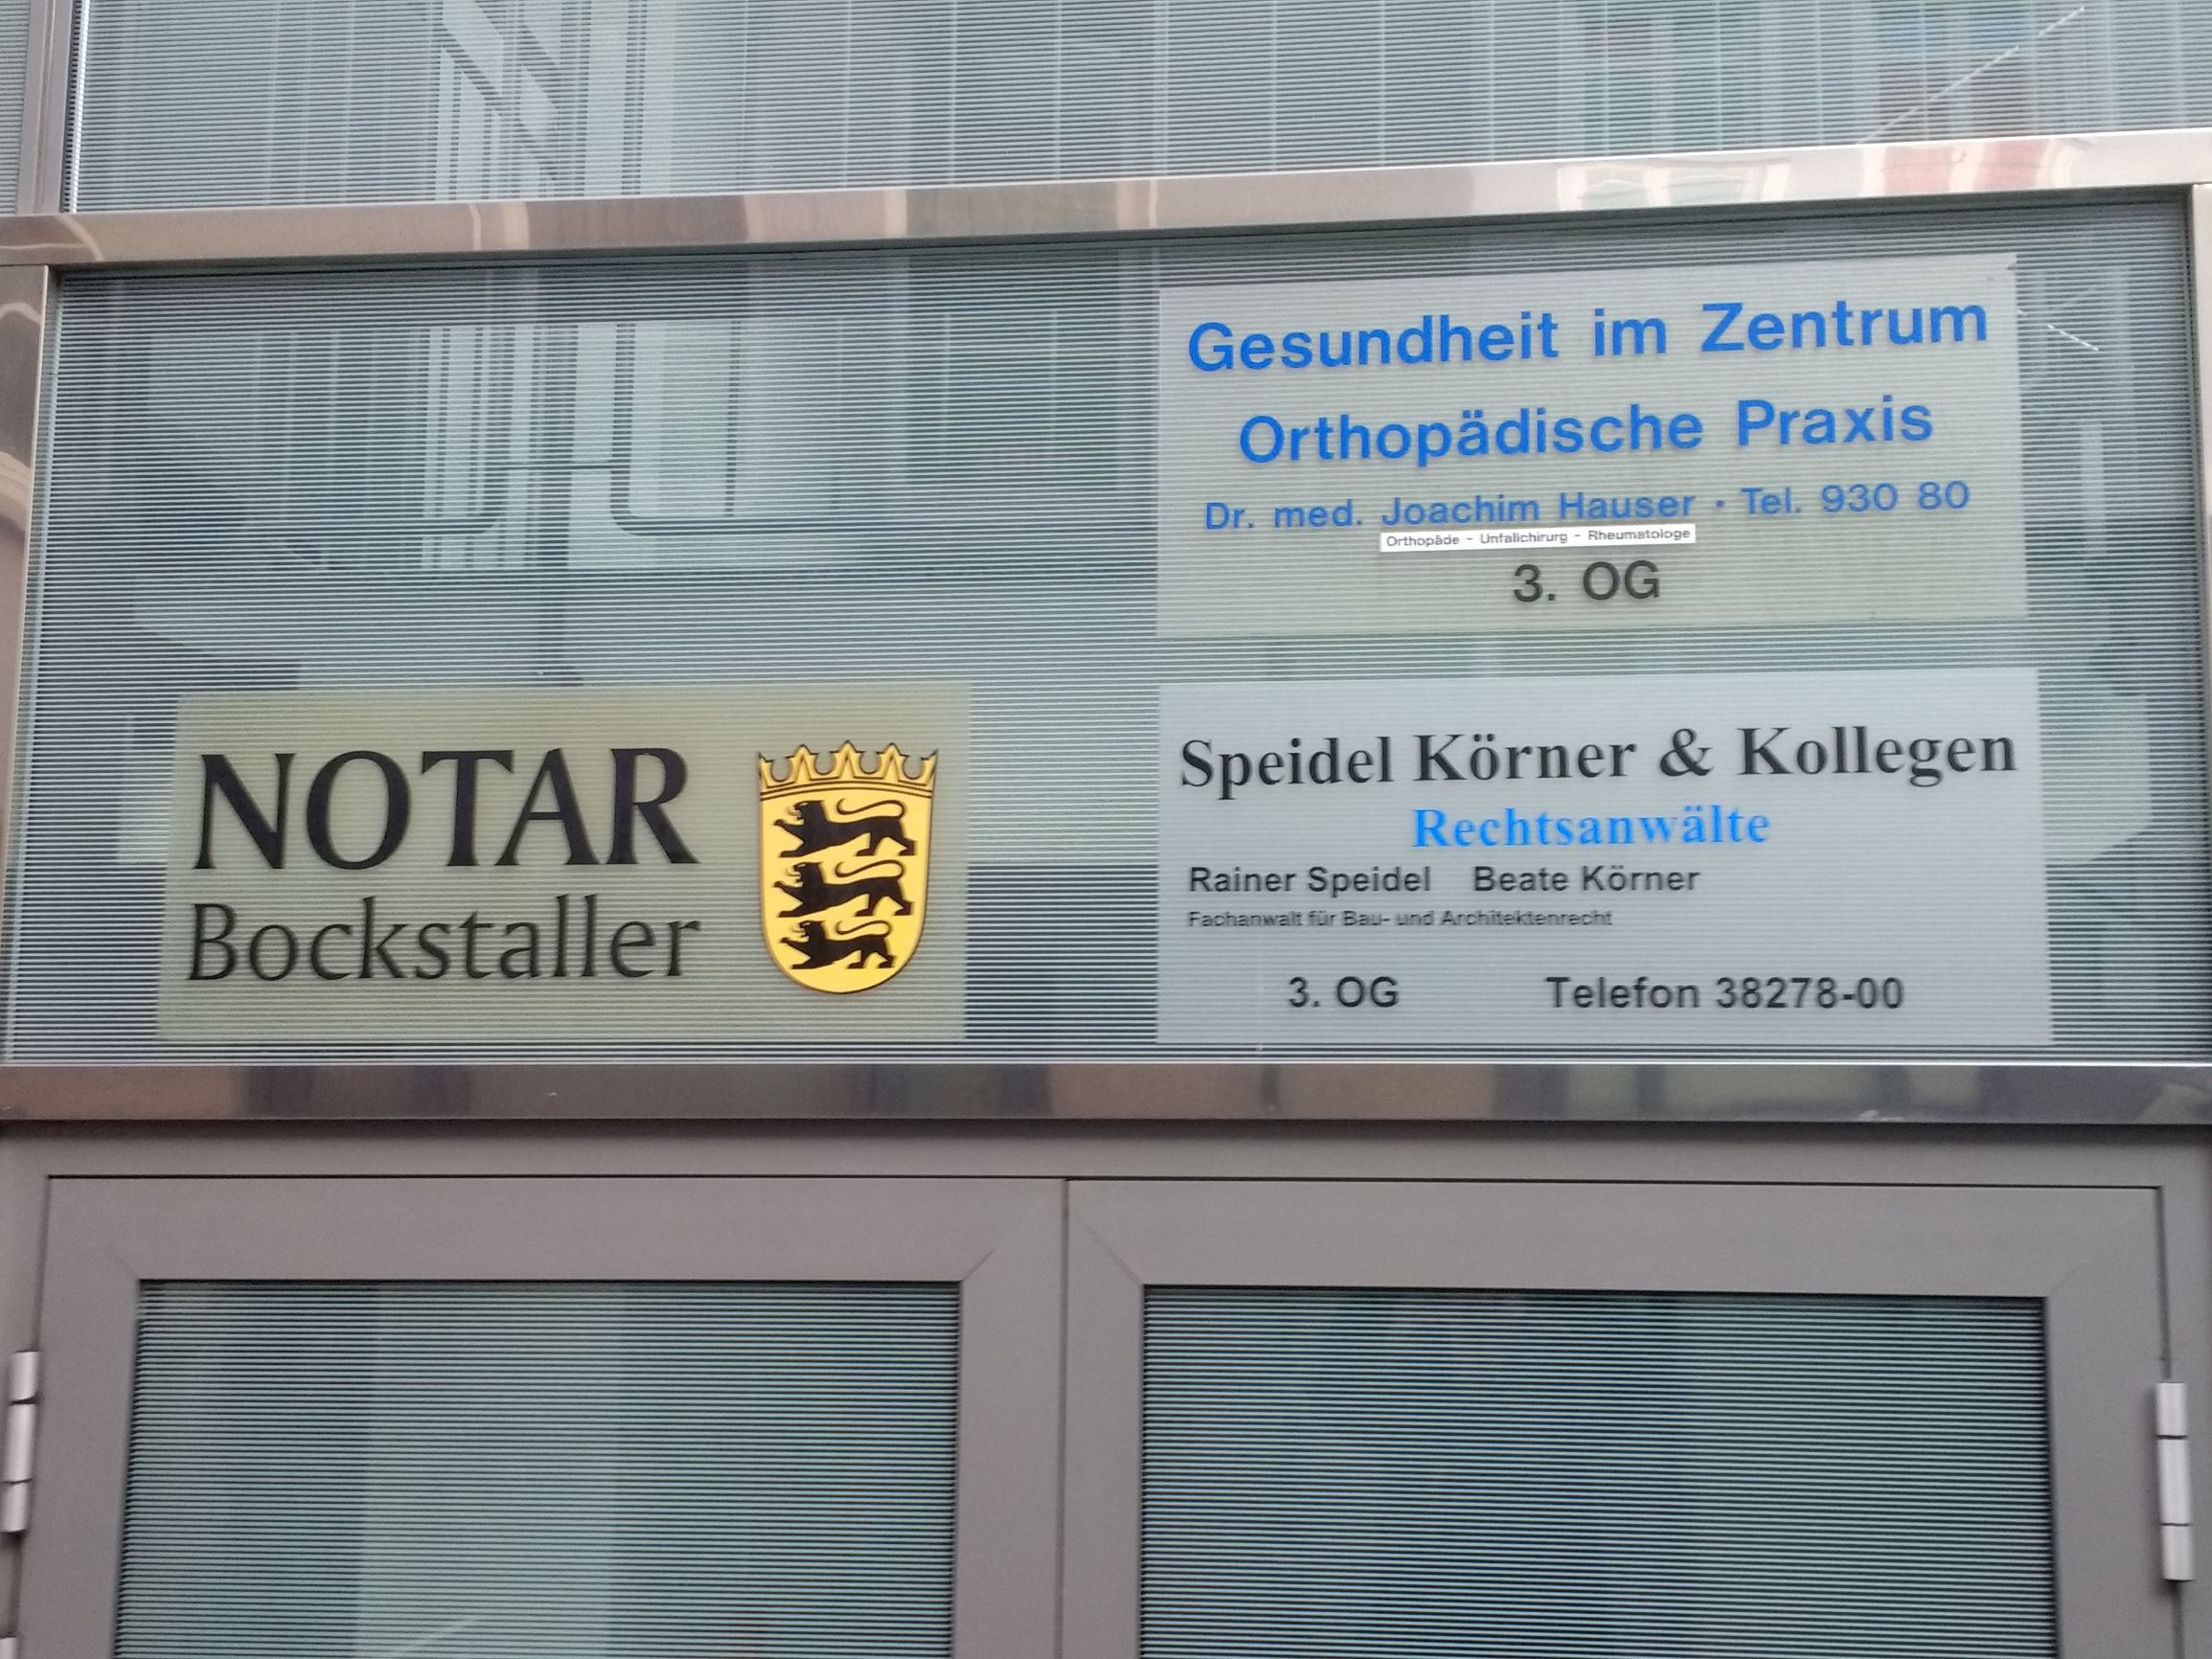 Gesundheit im Zentrum
Orthopädische Praxis
Dr. med. Joachim Hauser · Tel. 930 80
Orthopäde - Unfallchirurg - Rheumatologe
3. OG
NOTAR
Bockstaller
Speidel Körner & Kollegen
Rechtsanwälte
Rainer Speidel Beate Körner
Fachanwalt für Bau- und Architektenrecht
3. OG Telefon 38278-00